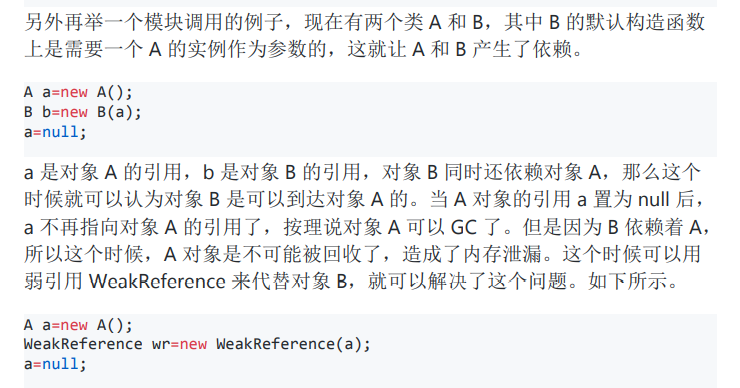 另外再举一个模块调用的例子，现在有两个类 A 和 B，其中 B 的默认构造函数
上是需要一个 A 的实例作为参数的，这就让 A 和 B 产生了依赖。
A a=new A();
B b=new B(a);
a=null;
a 是对象 A 的引用，b 是对象 B 的引用，对象 B 同时还依赖对象 A，那么这个
时候就可以认为对象 B 是可以到达对象 A 的。当 A 对象的引用 a 置为 null 后，
a 不再指向对象 A 的引用了，按理说对象 A 可以 GC 了。但是因为 B 依赖着 A，
所以这个时候，A 对象是不可能被回收了，造成了内存泄漏。这个时候可以用
弱引用 WeakReference 来代替对象 B，就可以解决了这个问题。如下所示。
A a=new A();
WeakReference wr=new WeakReference(a);
a=null;